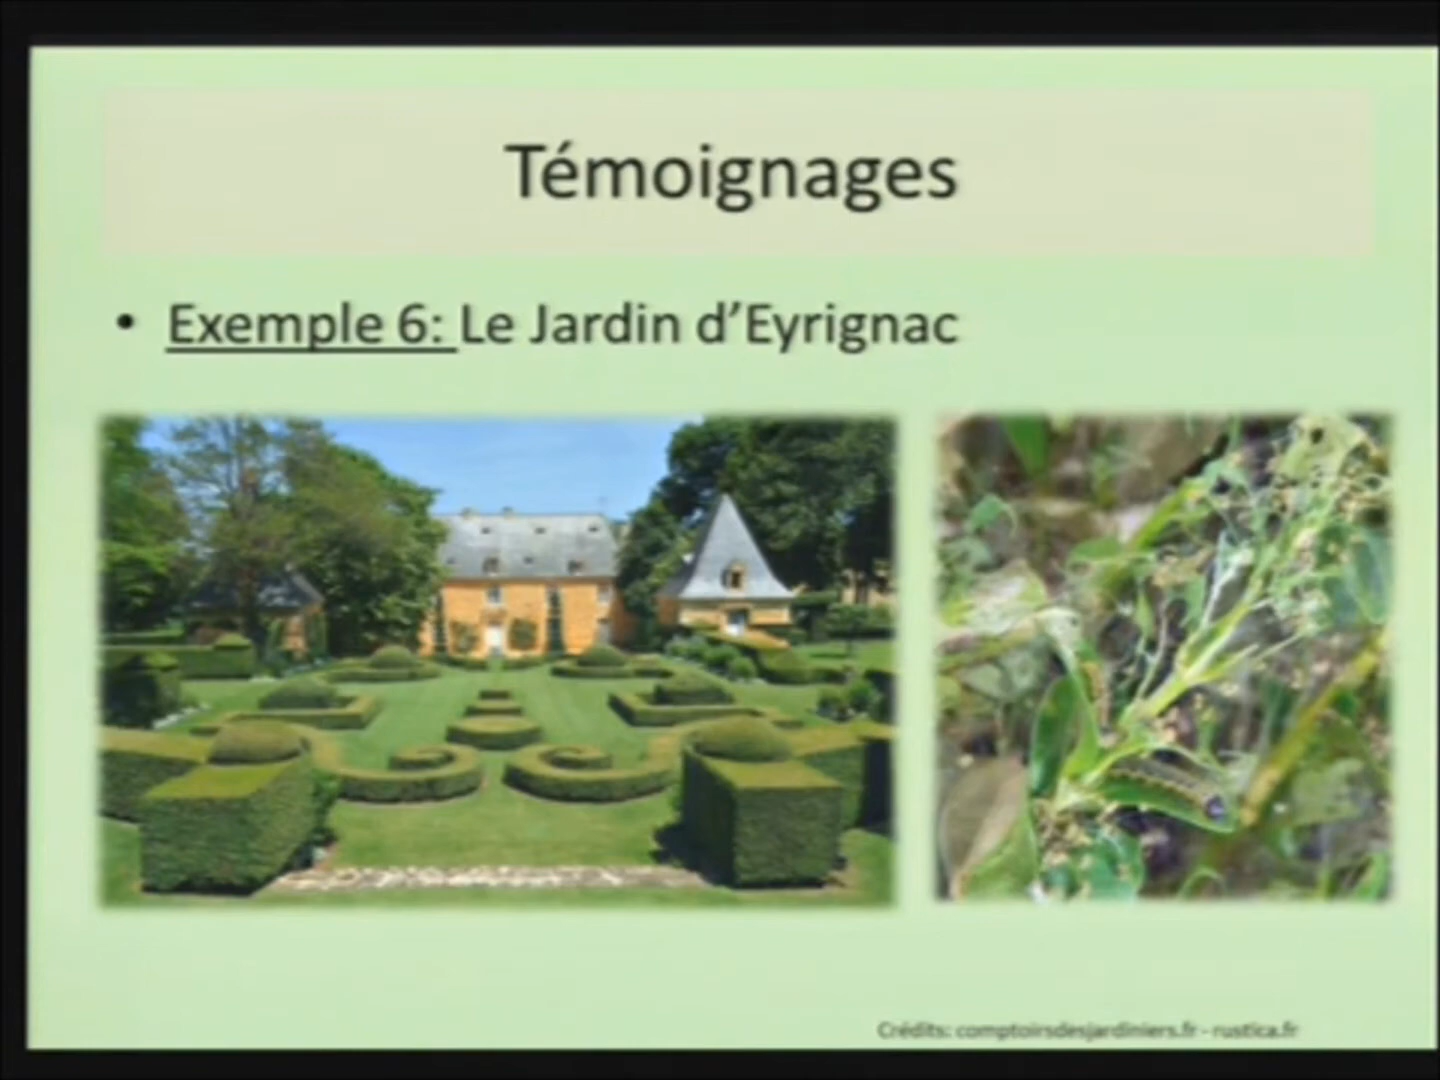 Témoignages
• Exemple 6: Le Jardin d'Eyrignac
Crédits: comptoirsdesjardiniers.fr - rustica.fr